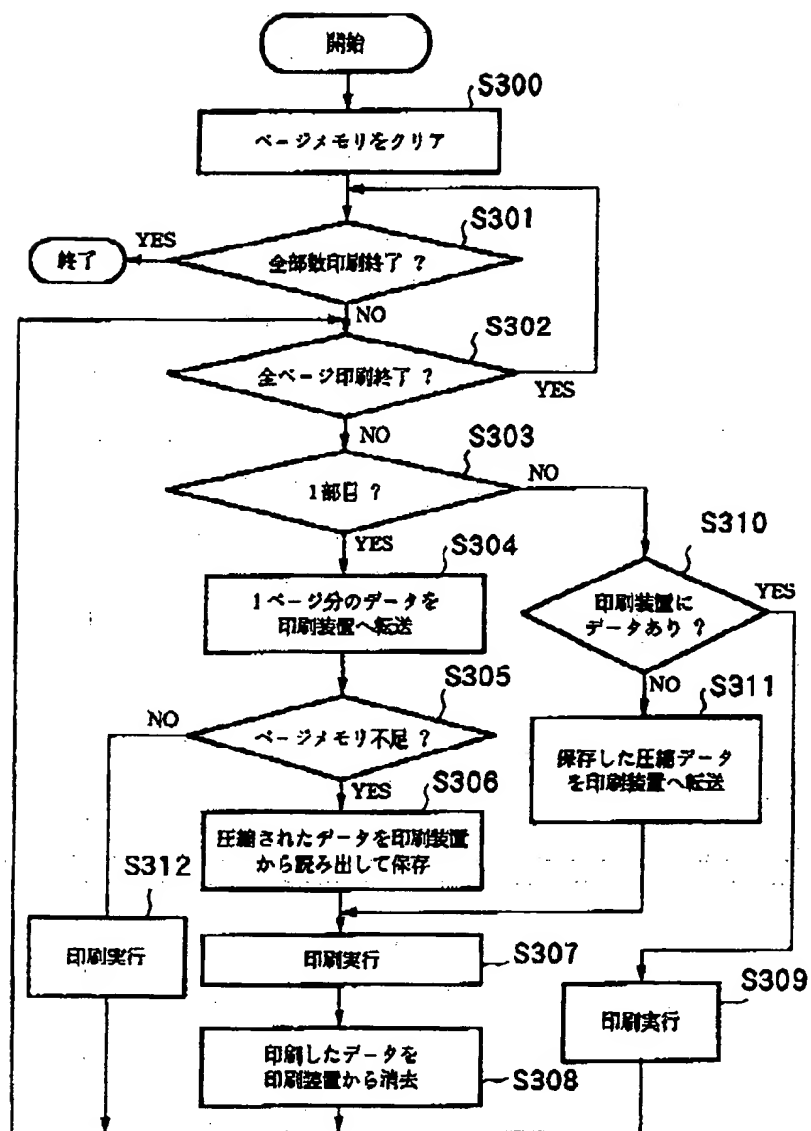 開始
S300
ページメモリをクリア
S301
YES
終了
全部数印刷終了 ?
NO
S302
全ページ印刷終了 ?
YES
NO
S303
1部目 ?
NO
YES
S304
S310
1ページ分のデータを
印刷装置へ転送
印刷装置に
データあり ?
YES
S305
NO
S311
NO
ページメモリ不足 ?
保存した圧縮データ
を印刷装置へ転送
YES
S306
圧縮されたデータを印刷装置
から読み出して保存
S312
印刷実行
印刷実行
S307
S309
印刷実行
印刷したデータを
印刷装置から消去
S308